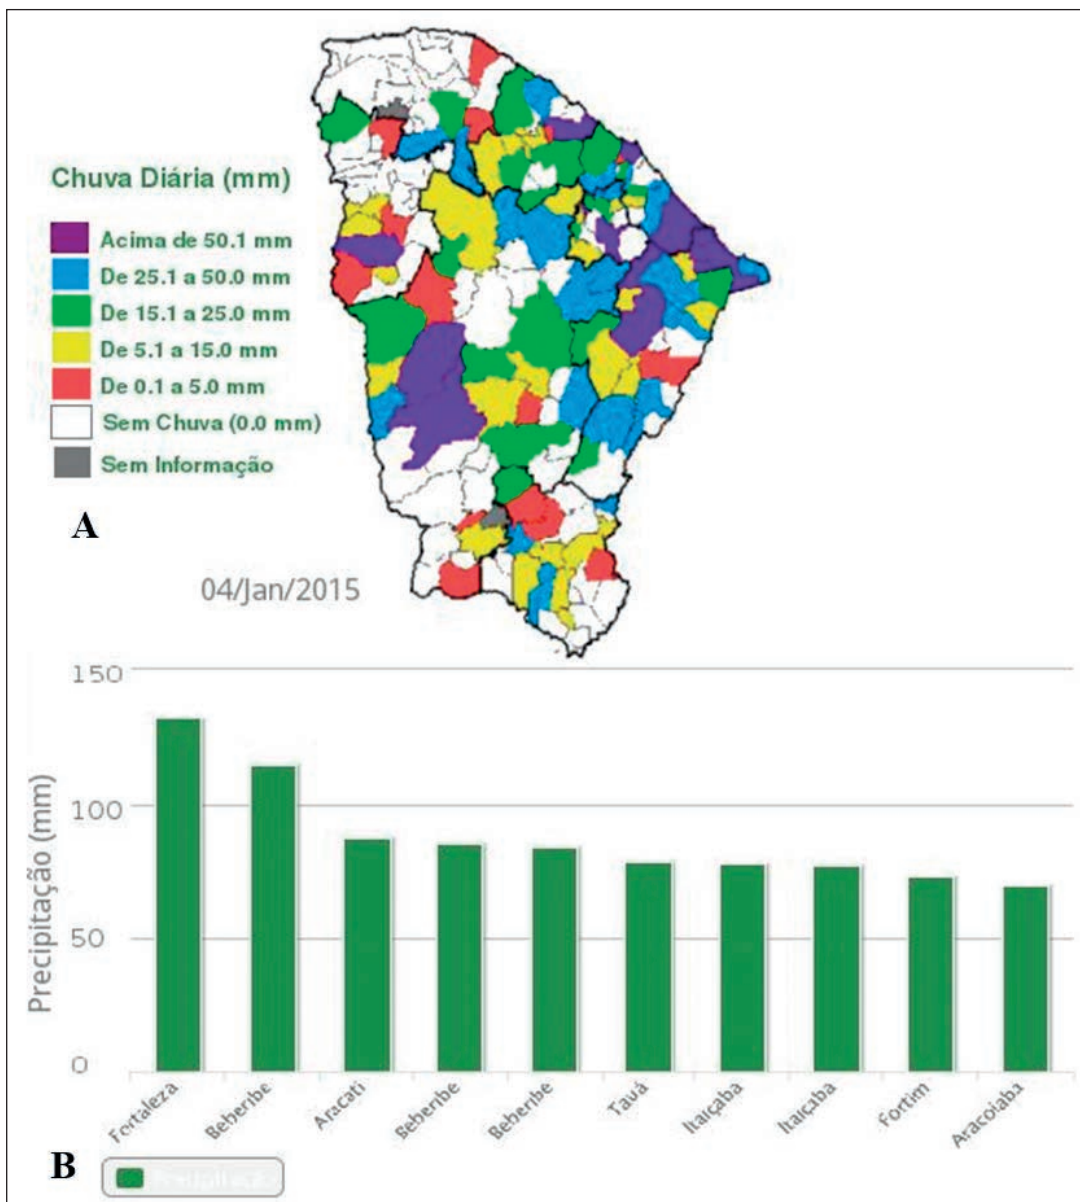 Chuva Diária (mm)
Acima de 50.1 mm
De 25.1 a 50.0 mm
De 15.1 a 25.0 mm
De 5.1 a 15.0 mm
De 0.1 a 5.0 mm
Sem Chuva (0.0 mm)
Sem Informação
A
04/Jan/2015
150
100
50
0
Precipitação (mm)
Fortaleza
Beberibe
Aracati
Beberibe
Beberibe
Tauá
Itaiçaba
Itaiçaba
Fortim
Aracoiaba
B
Precipitação